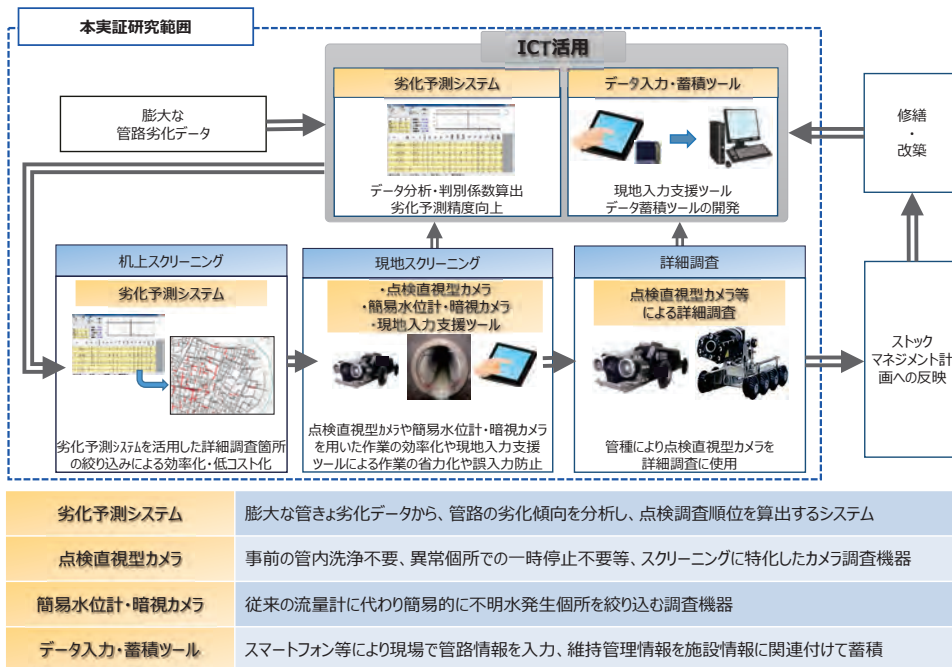 本実証研究範囲
ICT活用
膨大な
管路劣化データ
劣化予測システム
データ分析・判別係数算出
劣化予測精度向上
データ入力・蓄積ツール
現地入力支援ツール
データ蓄積ツールの開発
修繕
・
改築
机上スクリーニング
劣化予測システム
劣化予測システムを活用した詳細調査箇所
の絞り込みによる効率化・低コスト化
現地スクリーニング
・点検直視型カメラ
・簡易水位計・暗視カメラ
・現地入力支援ツール
点検直視型カメラや簡易水位計・暗視カメラ
を用いた作業の効率化や現地入力支援
ツールによる作業の省力化や誤入力防止
詳細調査
点検直視型カメラ等
による詳細調査
管種により点検直視型カメラを
詳細調査に使用
ストック
マネジメント計
画への反映
劣化予測システム 膨大な管きょ劣化データから、管路の劣化傾向を分析し、点検調査順位を算出するシステム
点検直視型カメラ 事前の管内洗浄不要、異常個所での一時停止不要等、スクリーニングに特化したカメラ調査機器
簡易水位計・暗視カメラ 従来の流量計に代わり簡易的に不明水発生個所を絞り込む調査機器
データ入力・蓄積ツール スマートフォン等により現場で管路情報を入力、維持管理情報を施設情報に関連付けて蓄積